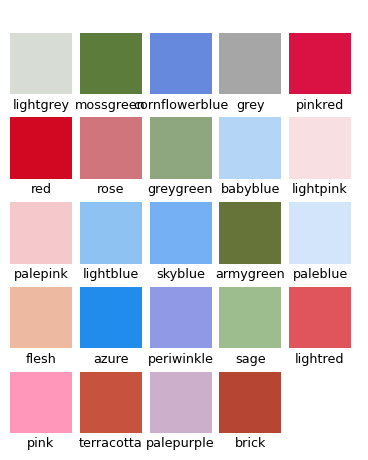 lightgrey mossgreen cornflowerblue grey pinkred
red rose greygreen babyblue lightpink
palepink lightblue skyblue armygreen paleblue
flesh azure periwinkle sage lightred
pink terracotta palepurple brick